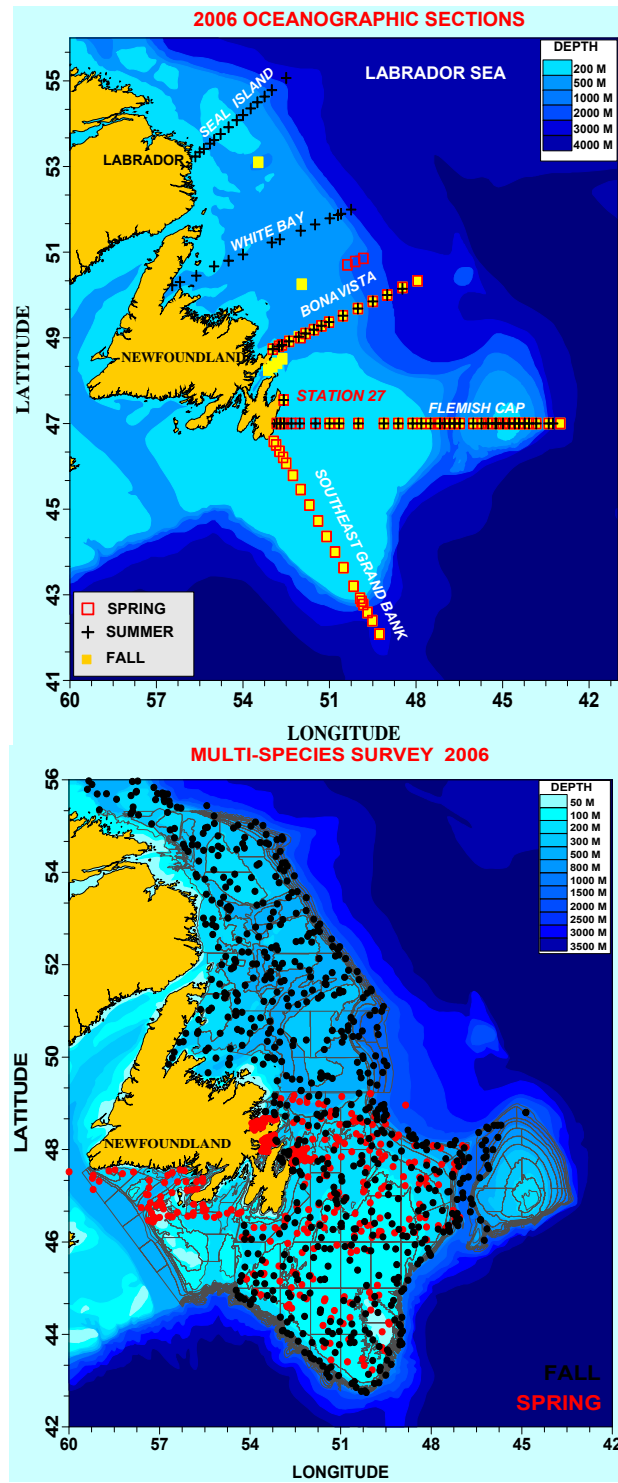 2006 OCEANOGRAPHIC SECTIONS
DEPTH
200 M
500 M
1000 M
2000 M
3000 M
4000 M
LABRADOR SEA
SEAL ISLAND
LABRADOR
WHITE BAY
BONAVISTA
NEWFOUNDLAND
STATION 27
FLEMISH CAP
SOUTHEAST GRAND BANK
SPRING
SUMMER
FALL
LATITUDE
55
53
51
49
47
45
43
41
60
57
54
51
48
45
42
LONGITUDE
MULTI-SPECIES SURVEY 2006
DEPTH
50 M
100 M
200 M
300 M
500 M
800 M
1000 M
1500 M
2000 M
2500 M
3000 M
3500 M
NEWFOUNDLAND
FALL
SPRING
LATITUDE
56
54
52
50
48
46
44
42
60
57
54
51
48
45
42
LONGITUDE